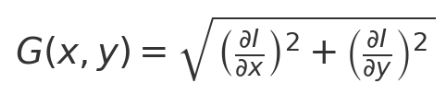 G(x, y) = √((∂I/∂x)² + (∂I/∂y)²)